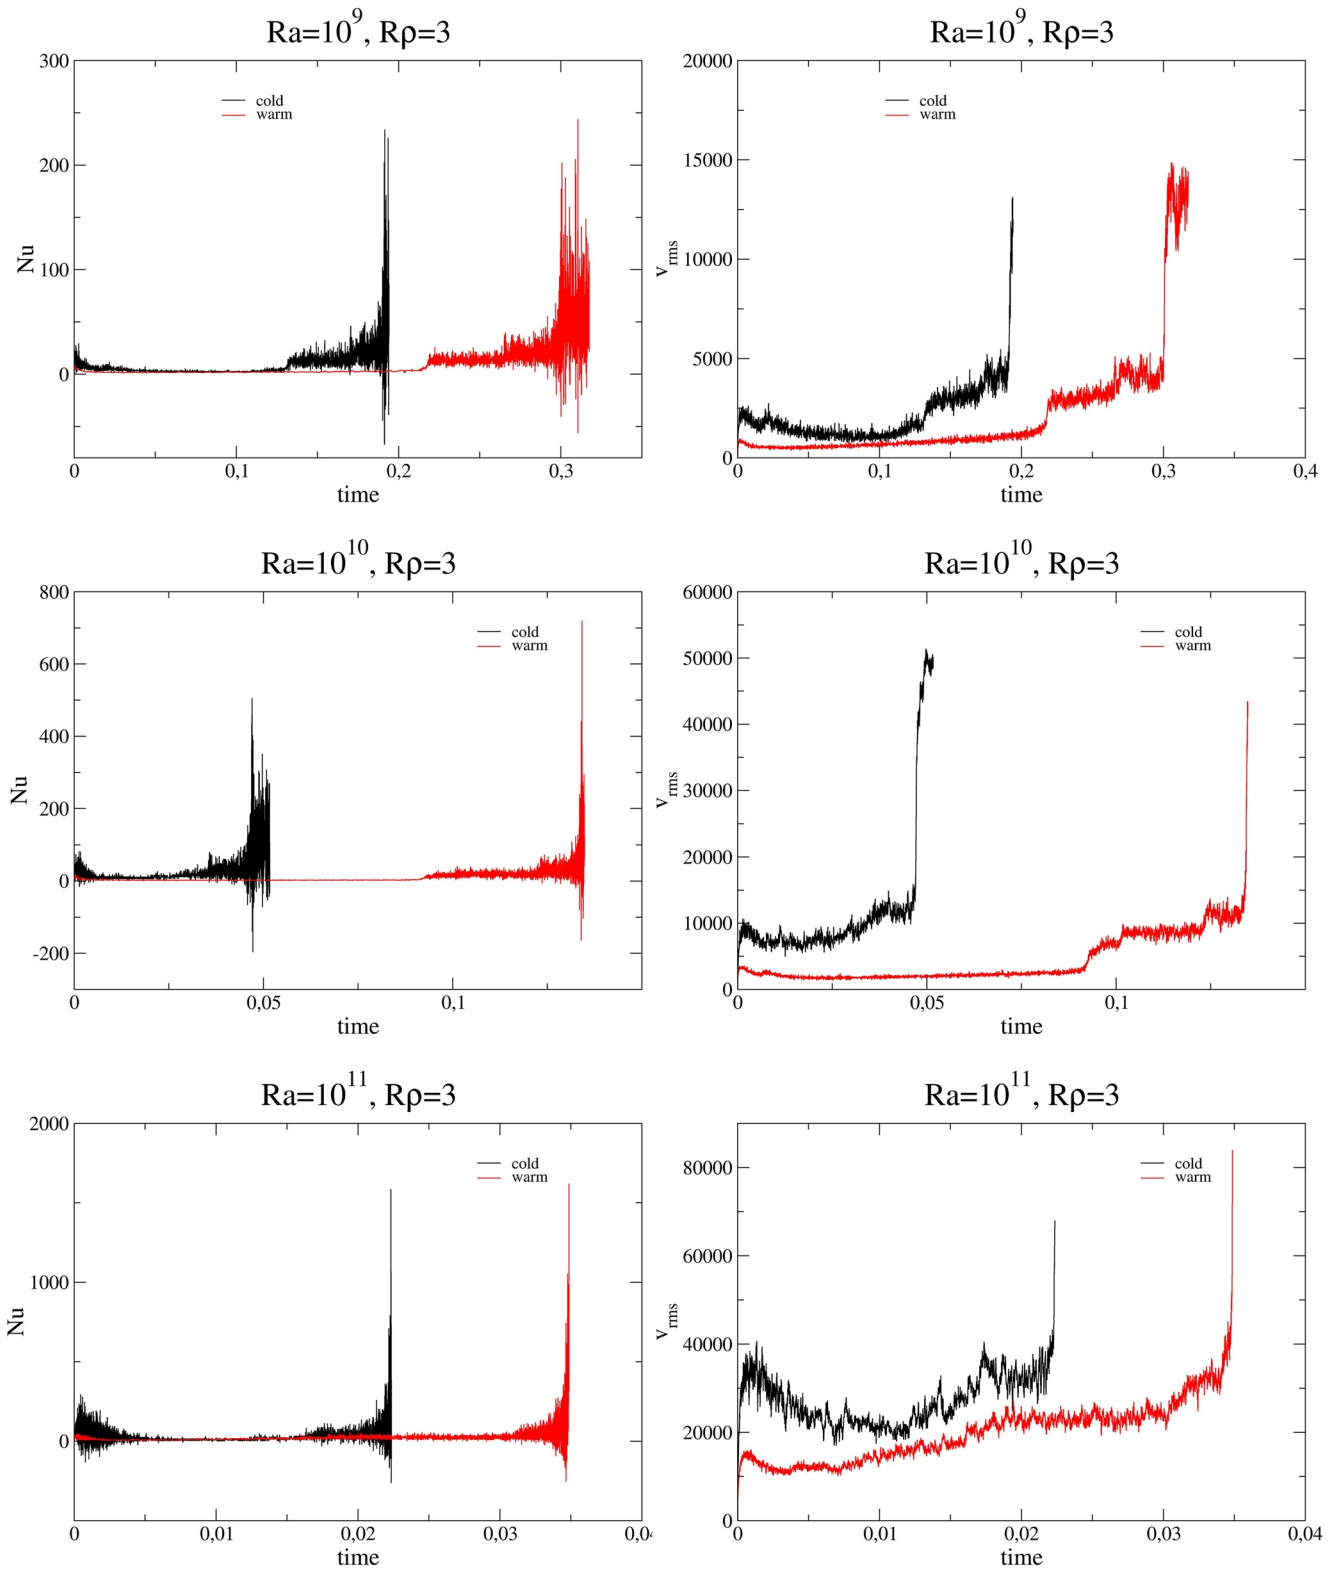 Ra=10^9, Rρ=3
300
200
100
0
Nu
cold
warm
0 0,1 0,2 0,3
time
Ra=10^9, Rρ=3
20000
15000
10000
5000
0
v_rms
cold
warm
0 0,1 0,2 0,3 0,4
time
Ra=10^10, Rρ=3
800
600
400
200
0
-200
Nu
cold
warm
0 0,05 0,1
time
Ra=10^10, Rρ=3
60000
50000
40000
30000
20000
10000
0
v_rms
cold
warm
0 0,05 0,1
time
Ra=10^11, Rρ=3
2000
1000
0
Nu
cold
warm
0 0,01 0,02 0,03
time
Ra=10^11, Rρ=3
80000
60000
40000
20000
0
v_rms
cold
warm
0 0,01 0,02 0,03 0,04
time